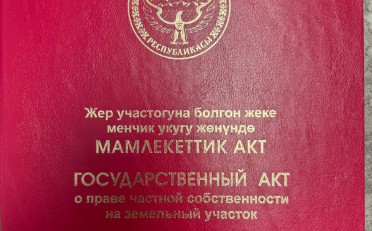 РЕСПУБЛИКАСЫ
Жер участогуна болгон жеке
менчик укугу жөнүндө
МАМЛЕКЕТТИК АКТ
ГОСУДАРСТВЕННЫЙ АКТ
о праве частной собственности
на земельный участок